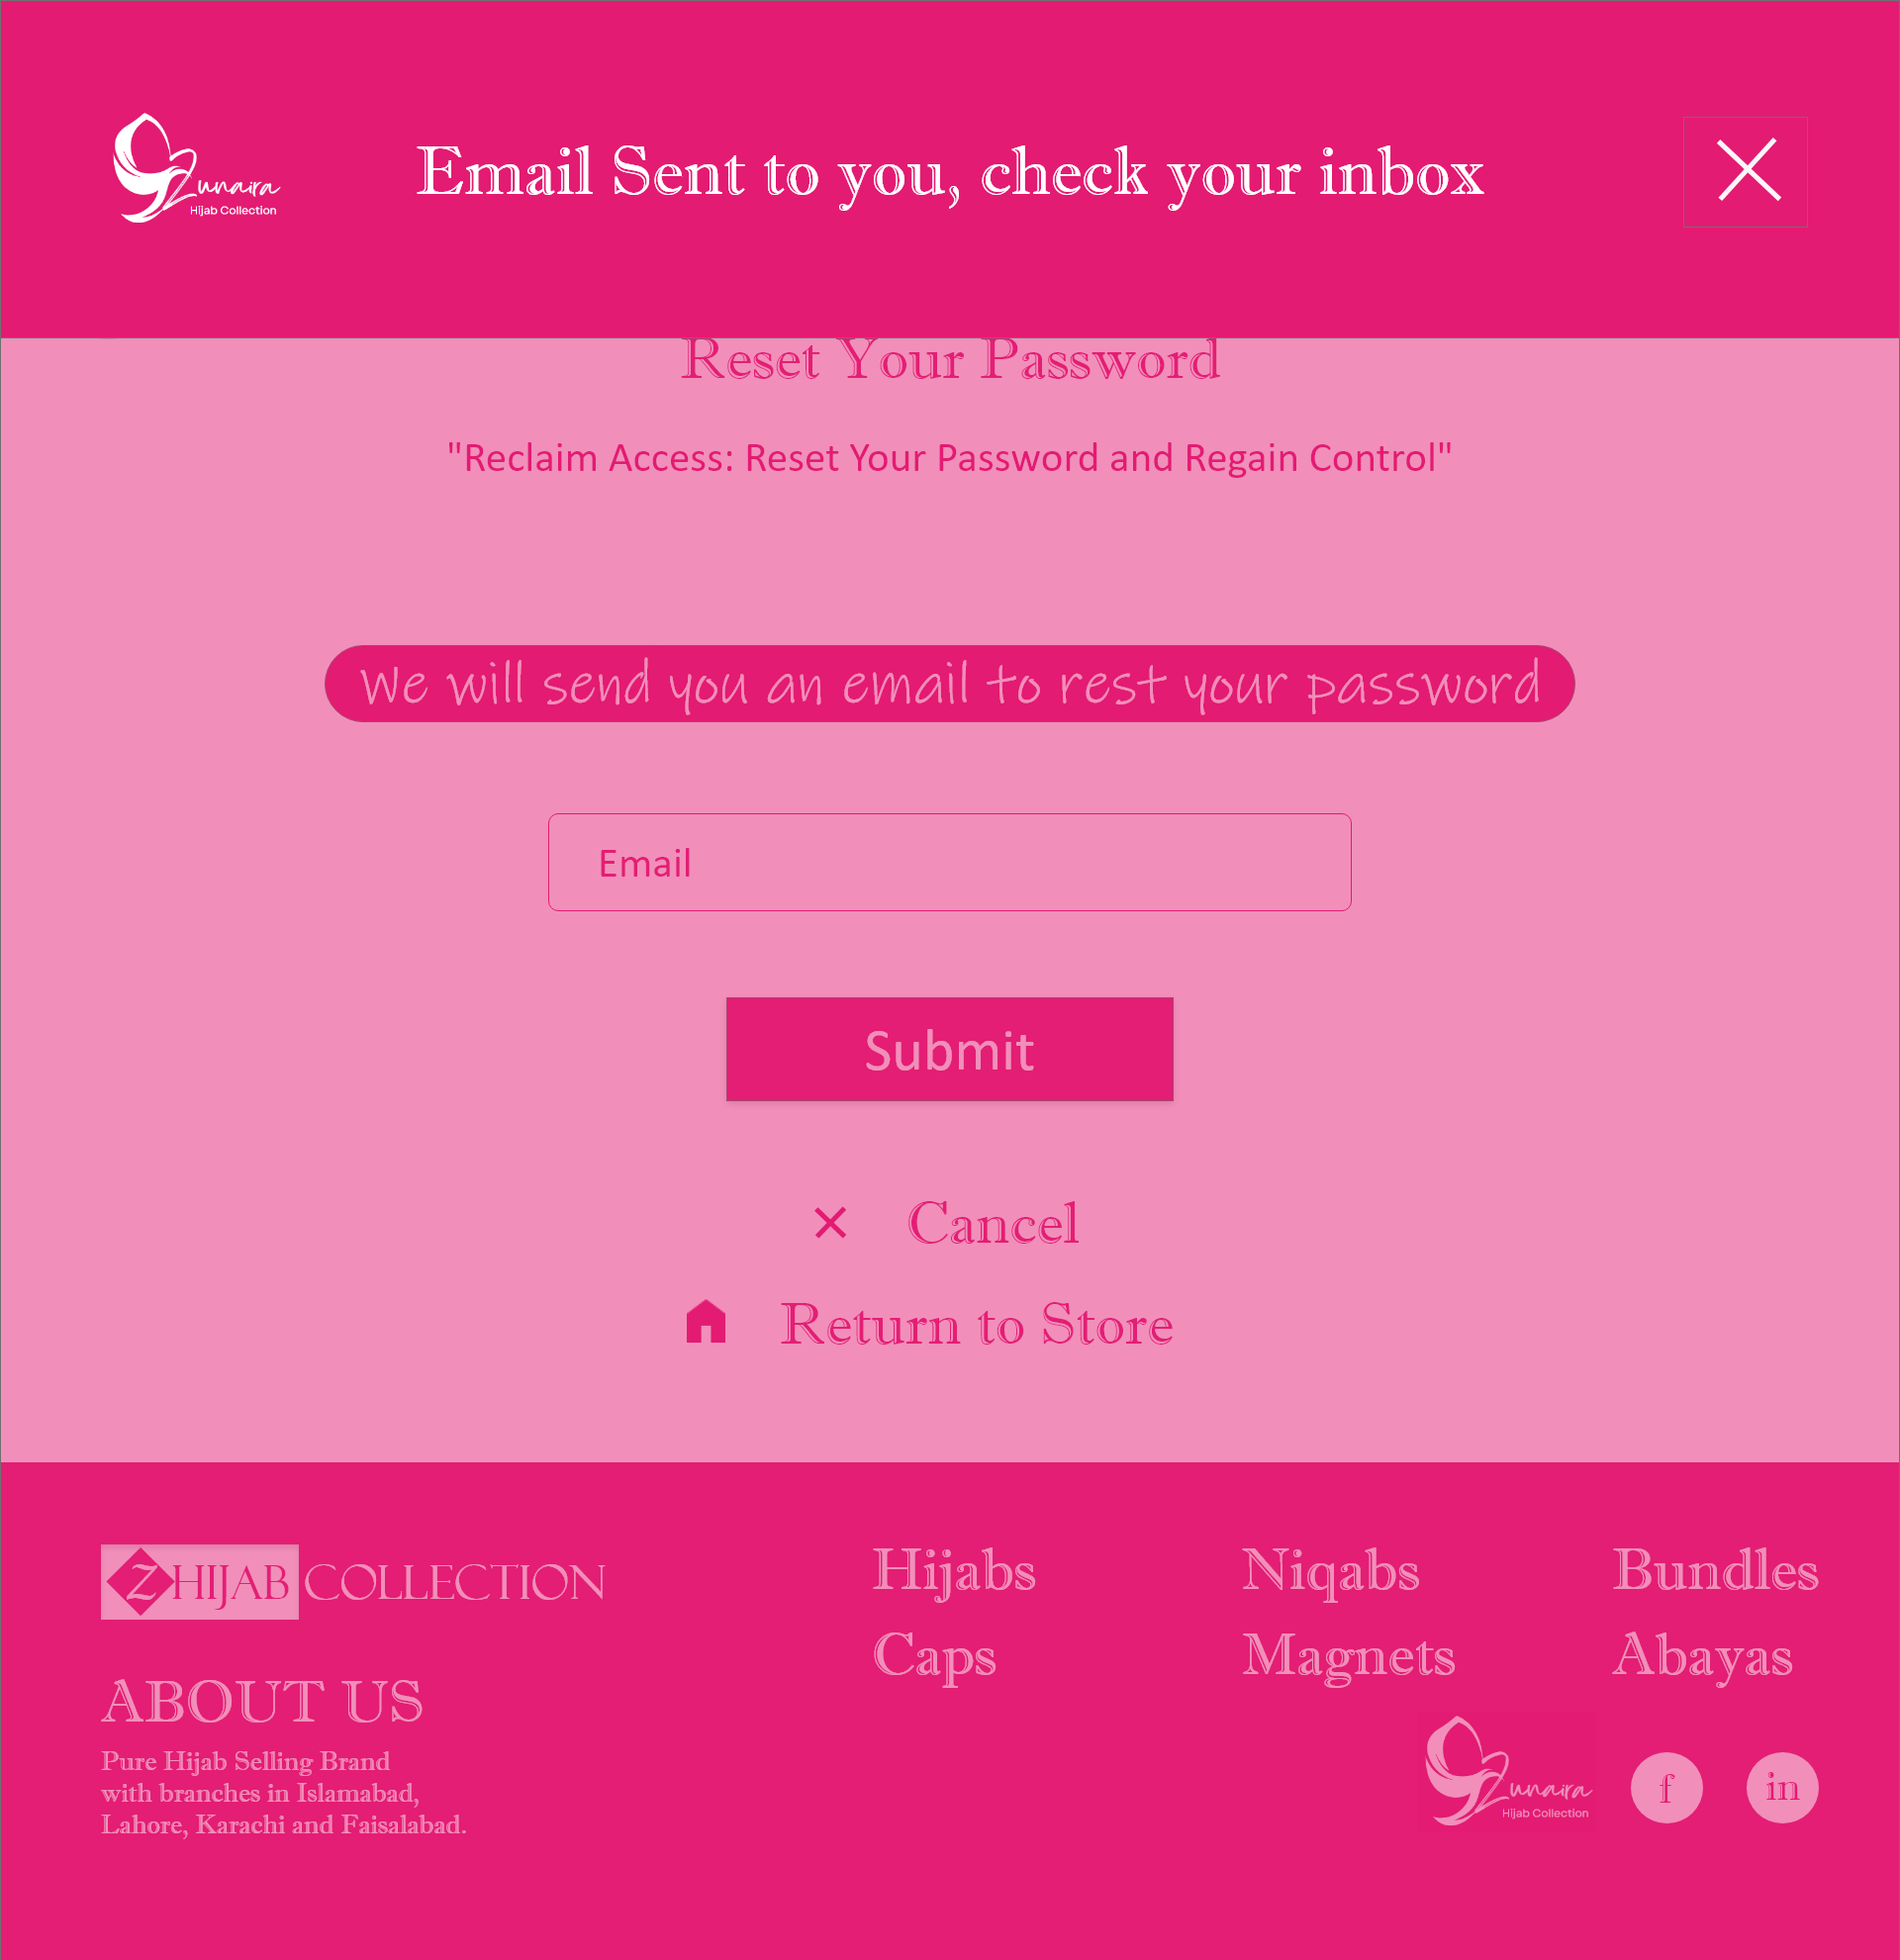 Zunaira
Hijab Collection
Email Sent to you, check your inbox
Reset Your Password
"Reclaim Access: Reset Your Password and Regain Control"
We will send you an email to rest your password
Email
Submit
Cancel
Return to Store
Z HIJAB COLLECTION
ABOUT US
Pure Hijab Selling Brand
with branches in Islamabad,
Lahore, Karachi and Faisalabad.
Hijabs Niqabs Bundles
Caps Magnets Abayas
Zunaira
Hijab Collection
f in